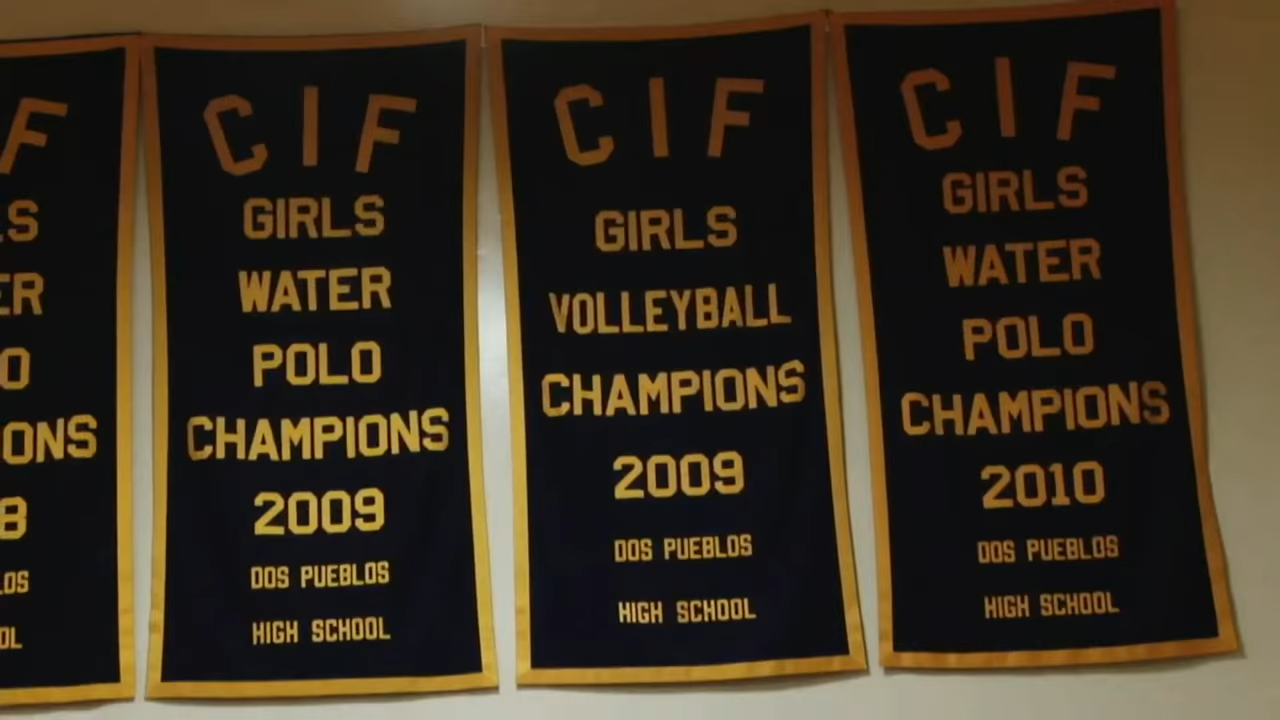 F
CIF
GIRLS
WATER
POLO
CHAMPIONS
2009
DOS PUEBLOS
HIGH SCHOOL
CIF
GIRLS
VOLLEYBALL
CHAMPIONS
2009
DOS PUEBLOS
HIGH SCHOOL
CIF
GIRLS
WATER
POLO
CHAMPIONS
2010
DOS PUEBLOS
HIGH SCHOOL